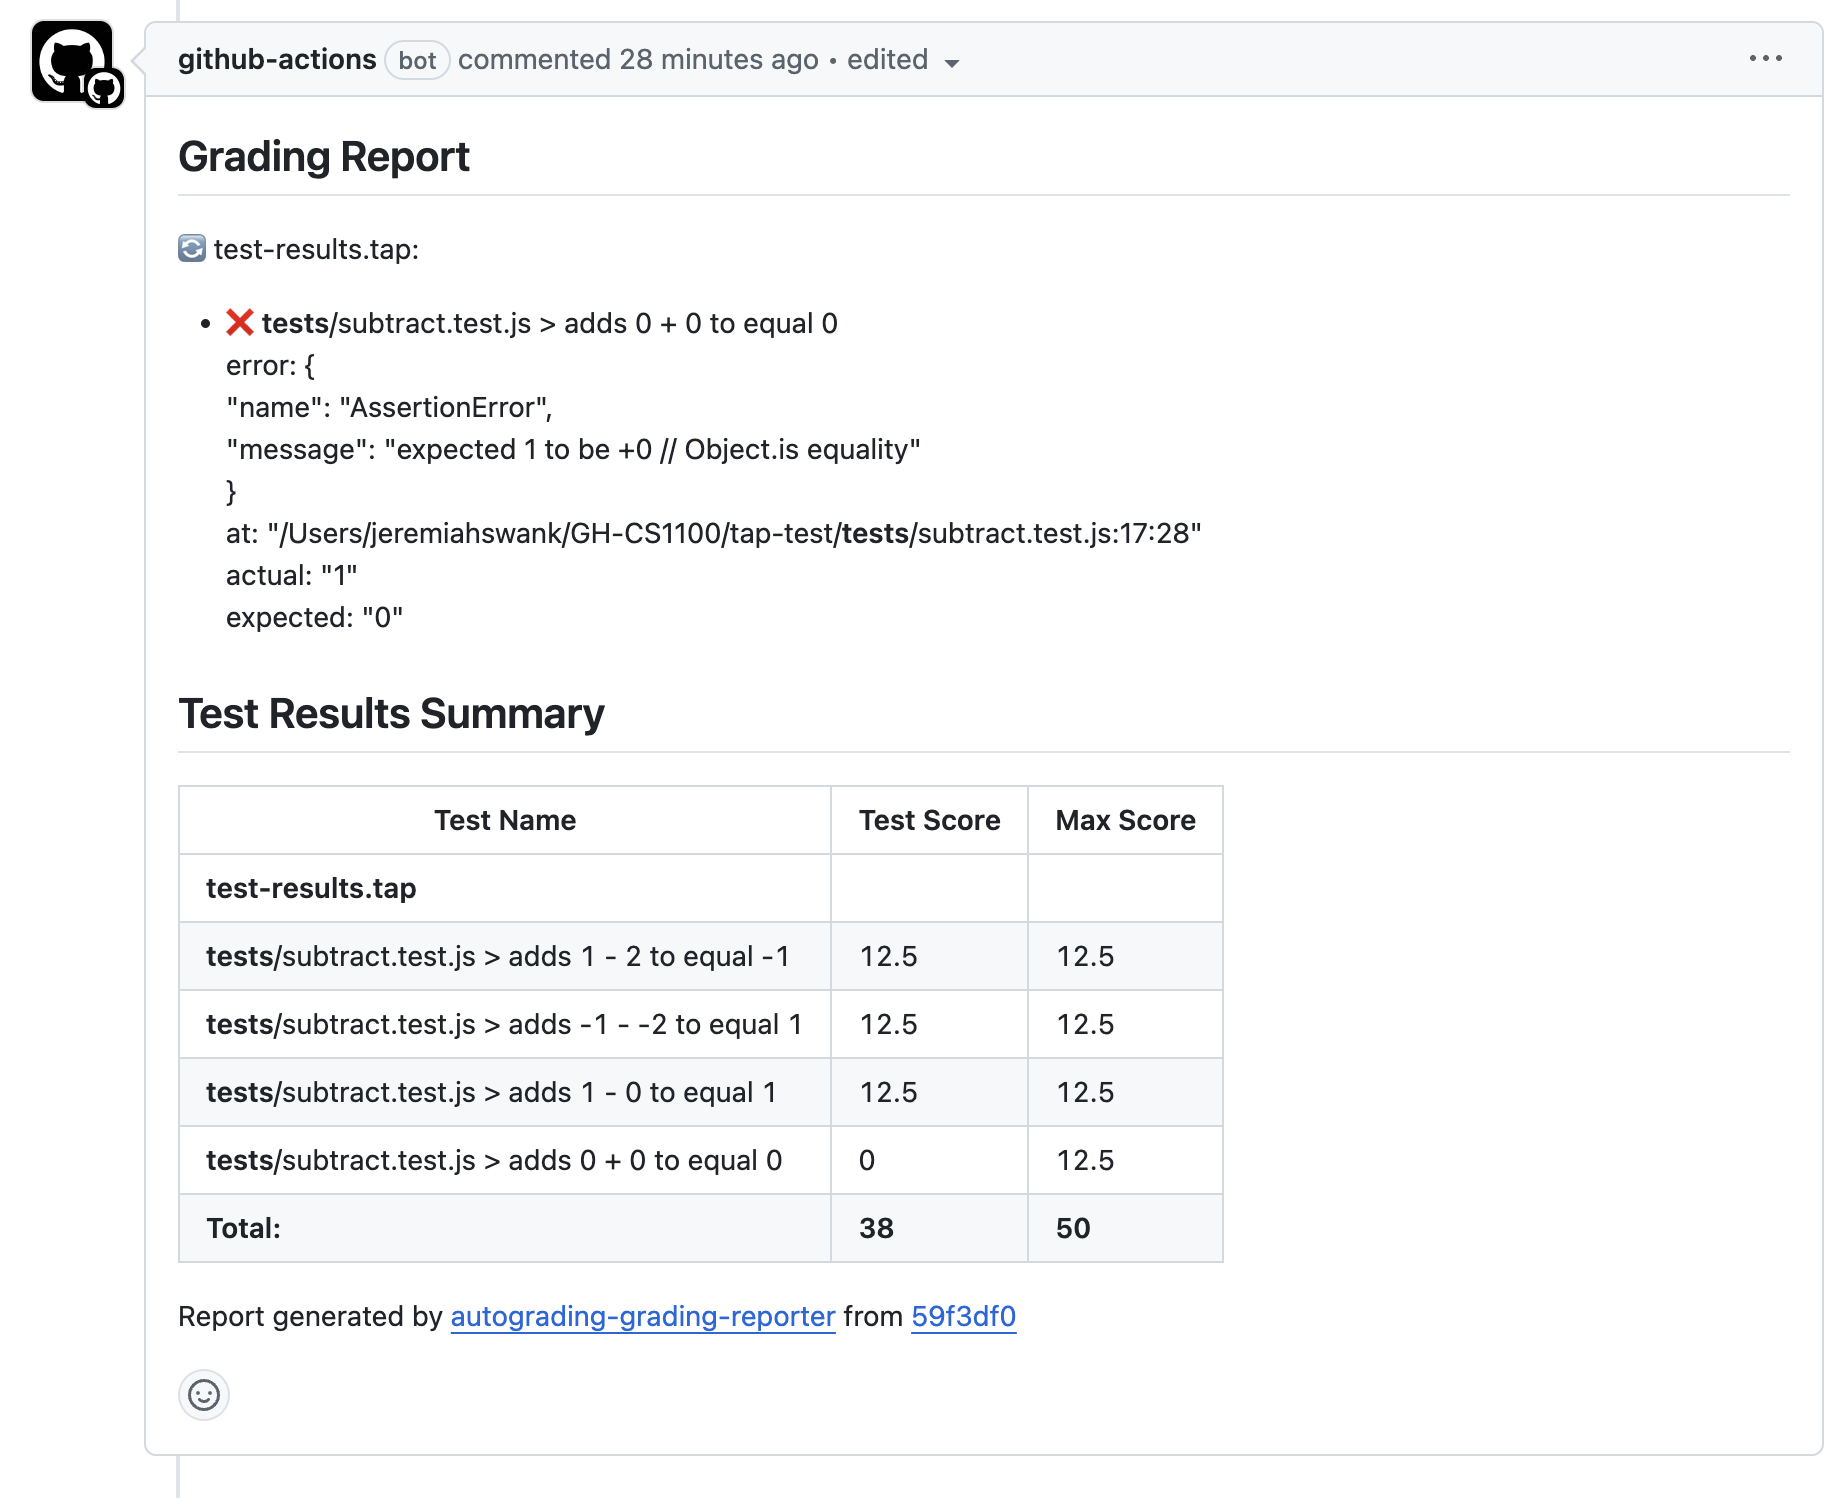 github-actions bot commented 28 minutes ago • edited
Grading Report
test-results.tap:
• ❌ tests/subtract.test.js > adds 0 + 0 to equal 0
error: {
"name": "AssertionError",
"message": "expected 1 to be +0 // Object.is equality"
}
at: "/Users/jeremiahswank/GH-CS1100/tap-test/tests/subtract.test.js:17:28"
actual: "1"
expected: "0"
Test Results Summary
Test Name Test Score Max Score
test-results.tap
tests/subtract.test.js > adds 1 - 2 to equal -1 12.5 12.5
tests/subtract.test.js > adds -1 - -2 to equal 1 12.5 12.5
tests/subtract.test.js > adds 1 - 0 to equal 1 12.5 12.5
tests/subtract.test.js > adds 0 + 0 to equal 0 0 12.5
Total: 38 50
Report generated by autograding-grading-reporter from 59f3df0